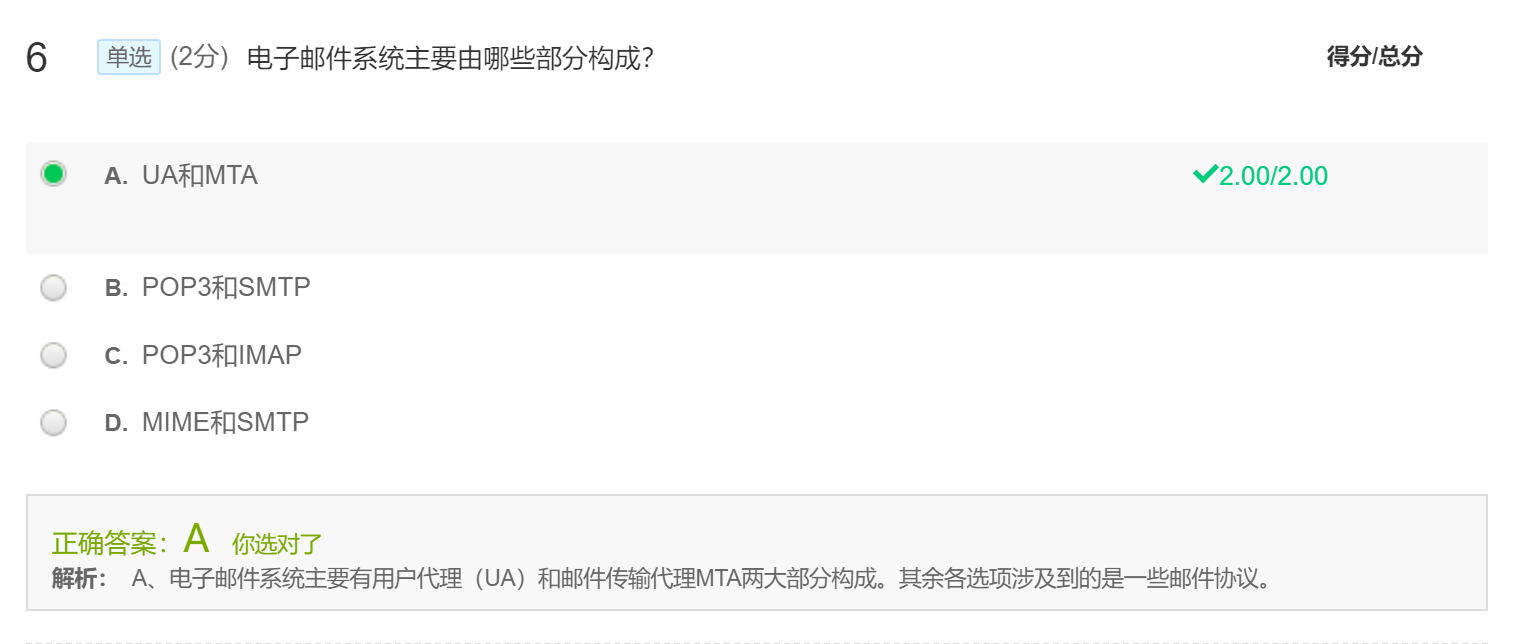 6 单选 (2分) 电子邮件系统主要由哪些部分构成? 得分/总分
A. UA和MTA 2.00/2.00
B. POP3和SMTP
C. POP3和IMAP
D. MIME和SMTP
正确答案：A 你选对了
解析： A、电子邮件系统主要有用户代理（UA）和邮件传输代理MTA两大部分构成。其余各选项涉及到的是一些邮件协议。